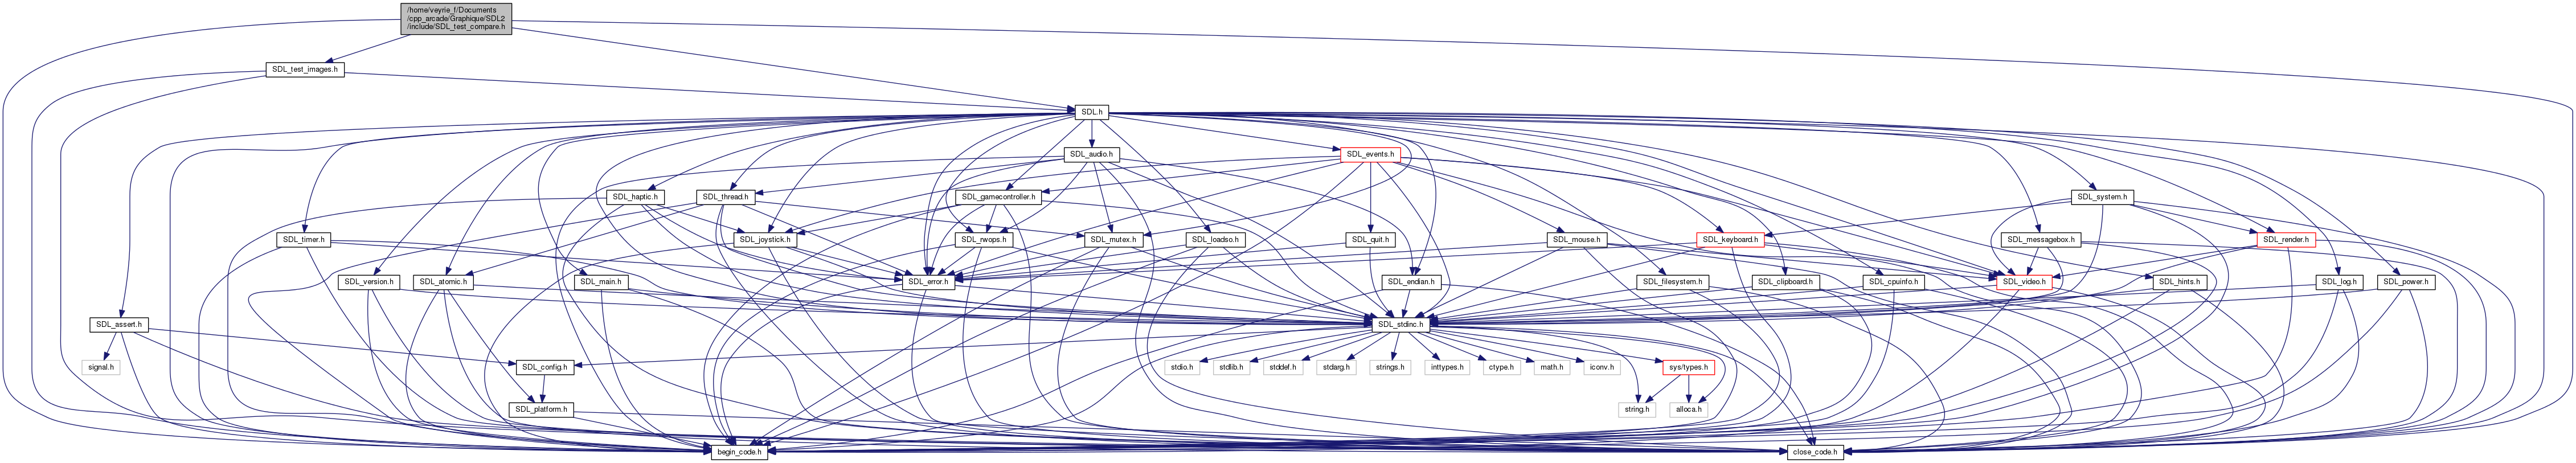 /home/veyrie_f/Documents
/cpp_arcade/Graphique/SDL2
/include/SDL_test_compare.h
SDL_test_images.h
SDL.h
SDL_audio.h
SDL_events.h
SDL_haptic.h
SDL_thread.h
SDL_gamecontroller.h
SDL_system.h
SDL_timer.h
SDL_joystick.h
SDL_rwops.h
SDL_mutex.h
SDL_loadso.h
SDL_quit.h
SDL_mouse.h
SDL_keyboard.h
SDL_messagebox.h
SDL_render.h
SDL_version.h
SDL_atomic.h
SDL_main.h
SDL_error.h
SDL_endian.h
SDL_filesystem.h
SDL_clipboard.h
SDL_cpuinfo.h
SDL_video.h
SDL_hints.h
SDL_log.h
SDL_power.h
SDL_assert.h
SDL_stdinc.h
signal.h
SDL_config.h
stdio.h
stdlib.h
stddef.h
stdarg.h
strings.h
inttypes.h
ctype.h
math.h
iconv.h
sys/types.h
SDL_platform.h
string.h
alloca.h
begin_code.h
close_code.h